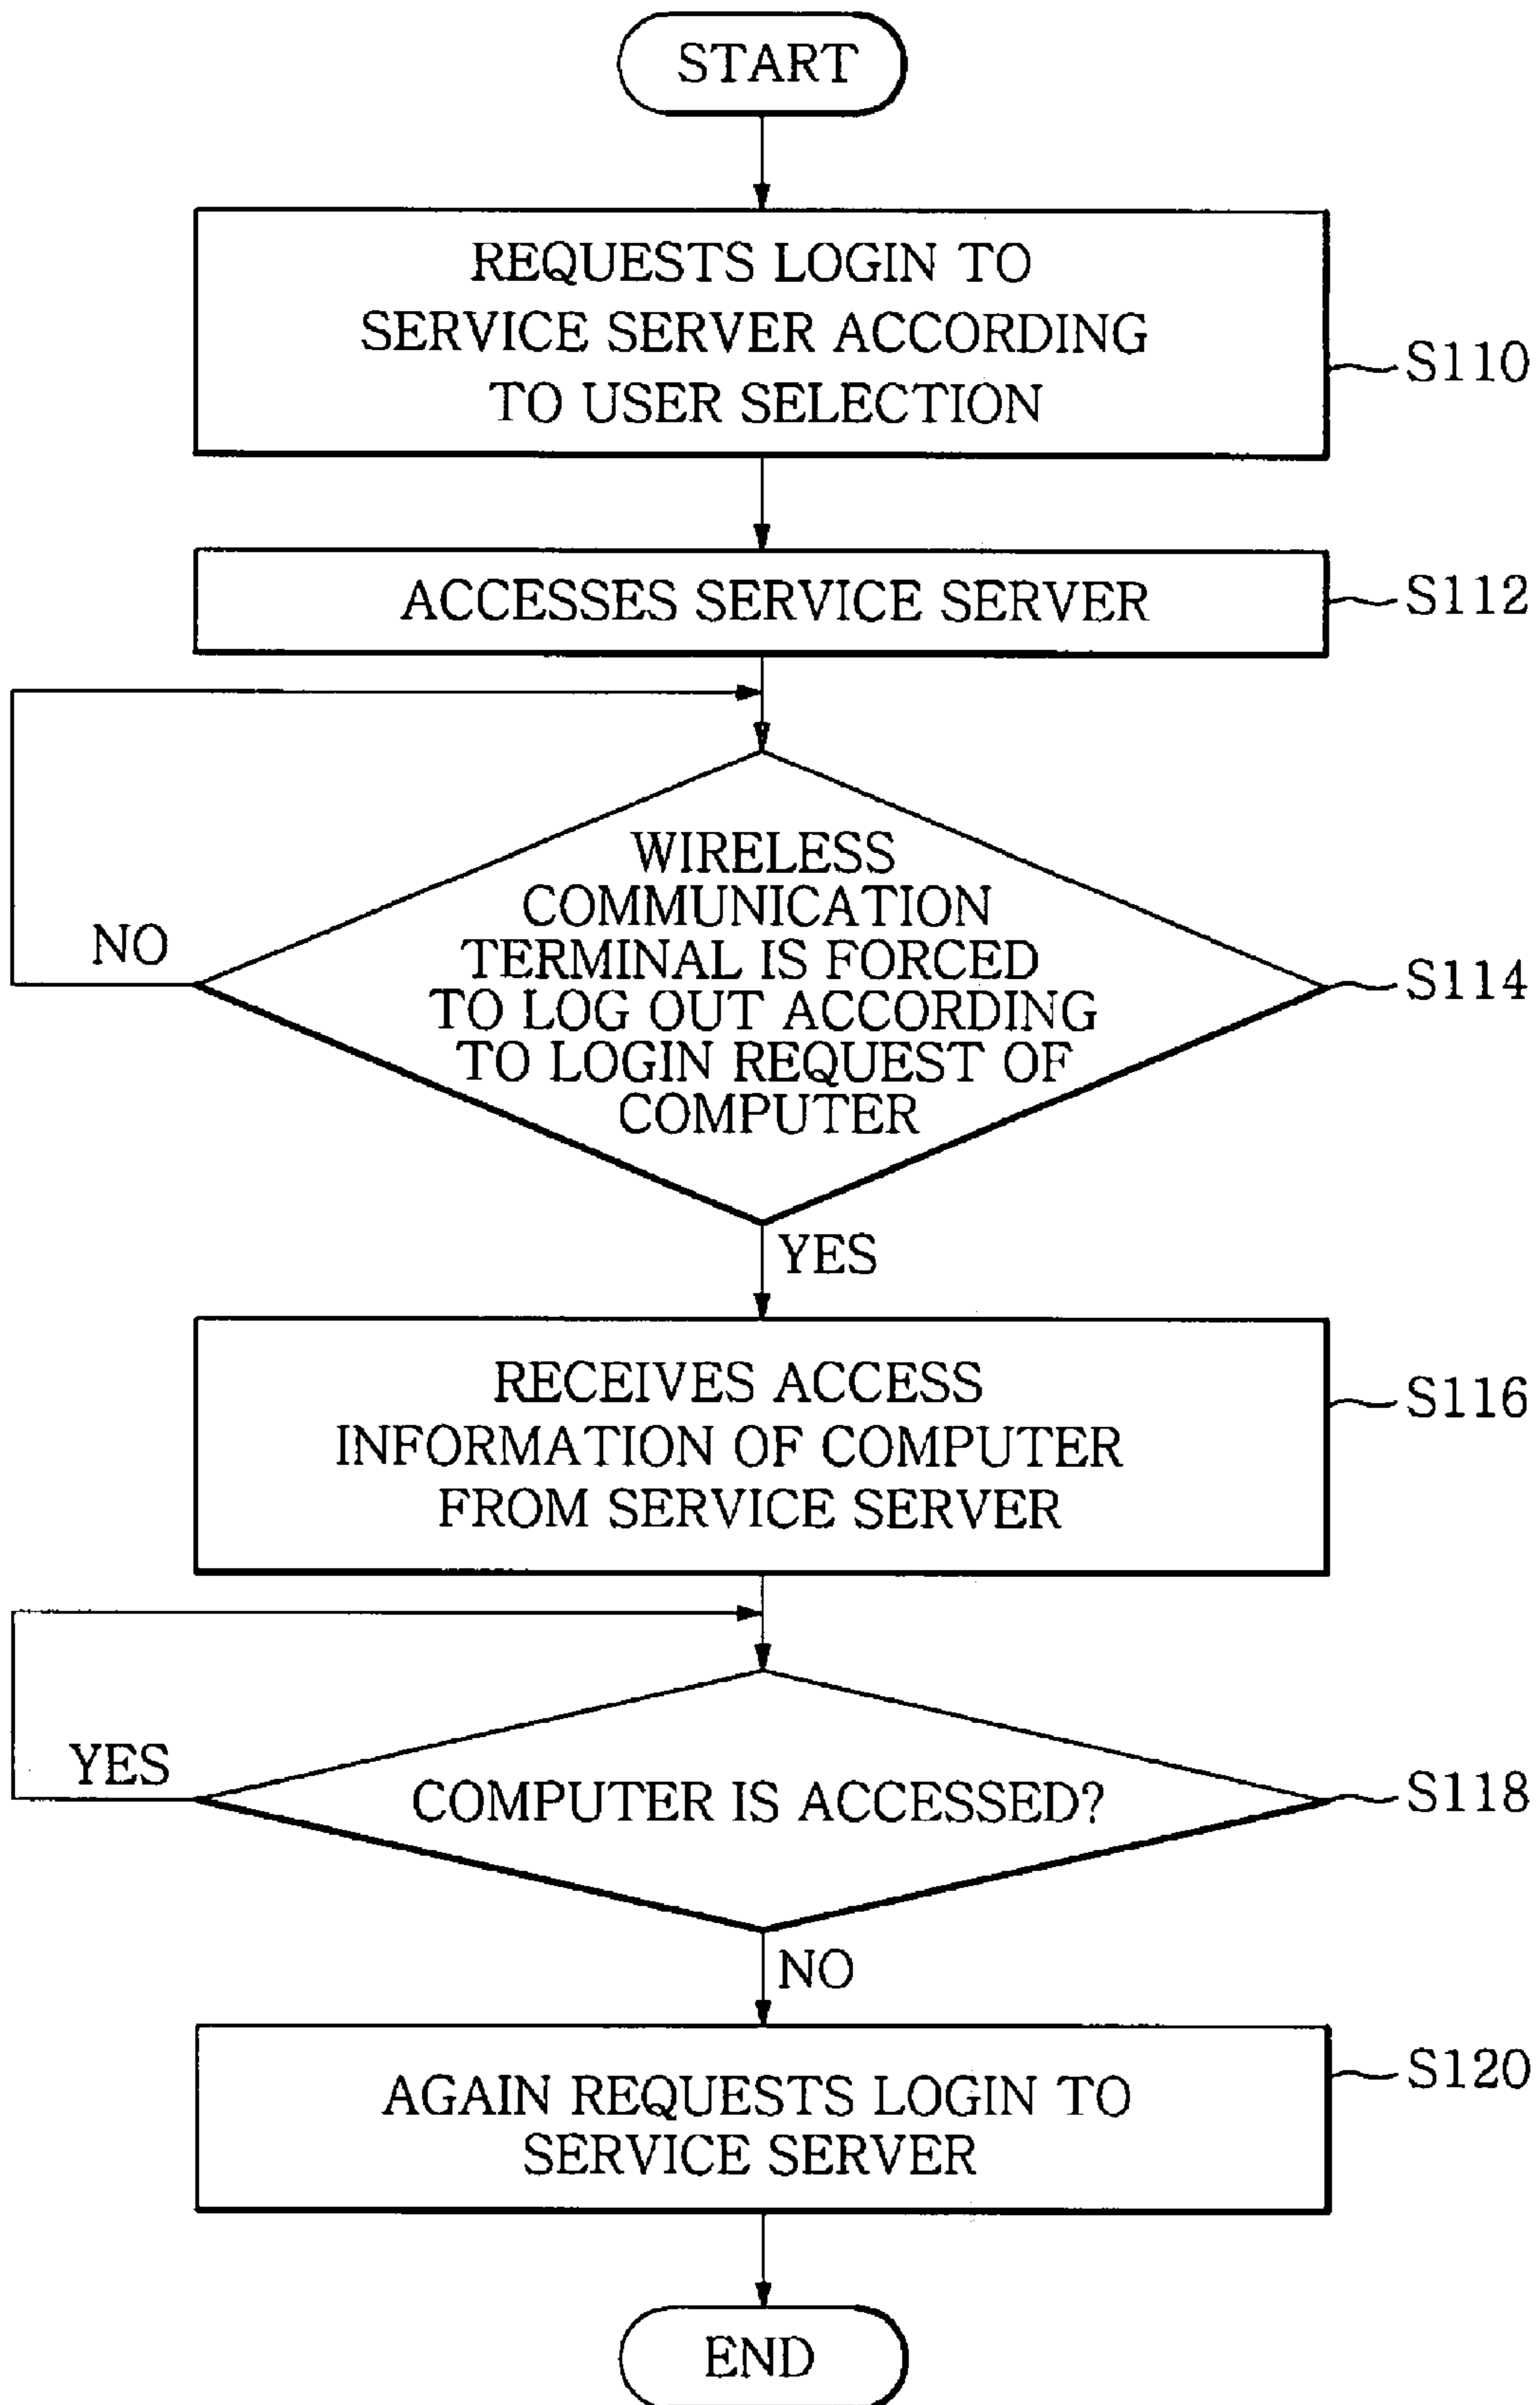 START
REQUESTS LOGIN TO
SERVICE SERVER ACCORDING
TO USER SELECTION
S110
ACCESSES SERVICE SERVER
S112
WIRELESS
COMMUNICATION
TERMINAL IS FORCED
TO LOG OUT ACCORDING
TO LOGIN REQUEST OF
COMPUTER
NO
S114
YES
RECEIVES ACCESS
INFORMATION OF COMPUTER
FROM SERVICE SERVER
S116
YES
COMPUTER IS ACCESSED?
S118
NO
AGAIN REQUESTS LOGIN TO
SERVICE SERVER
S120
END